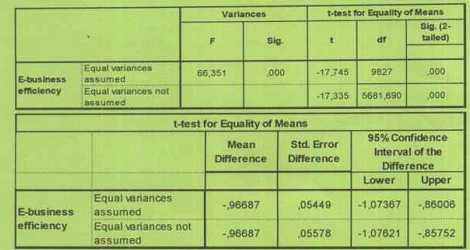 Variances t-test for Equality of Means
F Sig. t df Sig. (2-
tailed)
E-business
efficiency
Equal variances
assumed
66,351 ,000 -17,745 9827 ,000
Equal variances not
assumed
-17,335 5681,690 ,000
t-test for Equality of Means
Mean
Difference
Std. Error
Difference
95% Confidence
Interval of the
Difference
Lower Upper
E-business
efficiency
Equal variances
assumed
-,96687 ,05449 -1,07367 -,86006
Equal variances not
assumed
-,96687 ,05578 -1,07621 -,85752